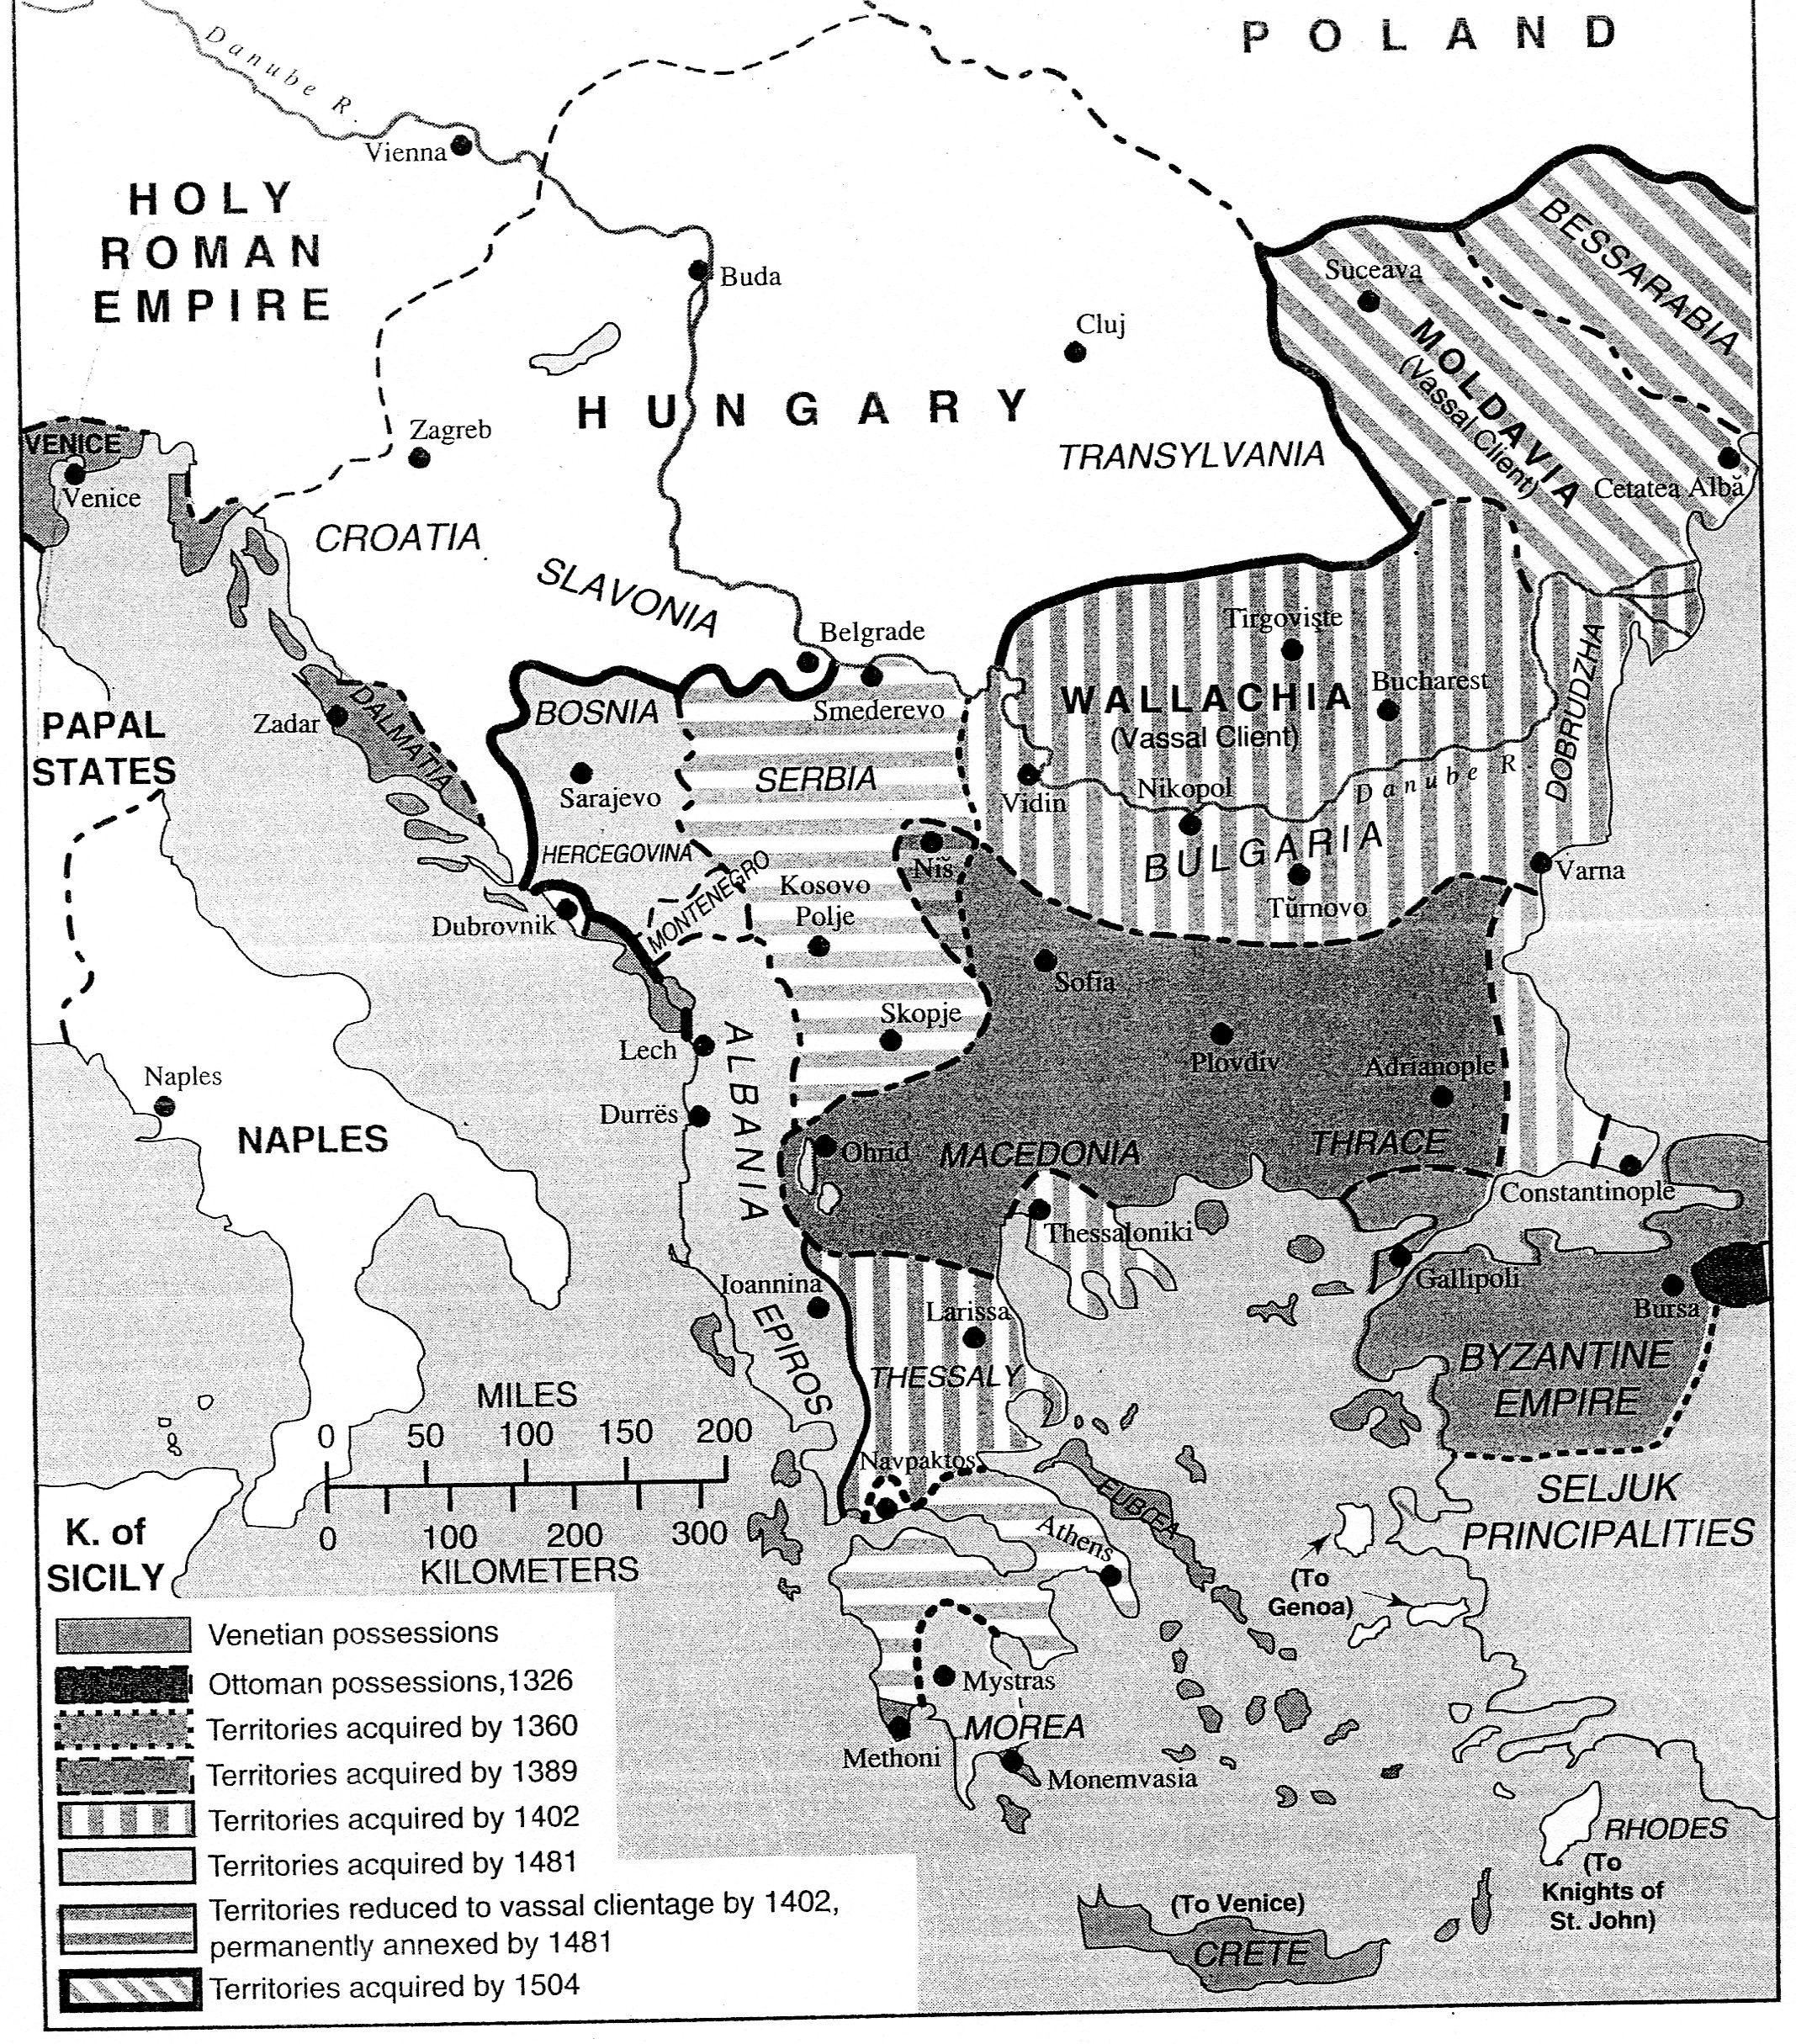 POLAND
Danube R.
Vienna
HOLY
ROMAN
EMPIRE
Buda
Cluj
BESSARABIA
Suceava
MOLDAVIA
(Vassal Client)
HUNGARY
Zagreb
TRANSYLVANIA
VENICE
Venice
Cetatea Albă
CROATIA
SLAVONIA
Belgrade
Tirgovişte
BOSNIA
Smederevo
WALLACHIA
(Vassal Client)
Bucharest
DOBRUDZHA
PAPAL
STATES
Zadar
DALMATIA
Sarajevo
SERBIA
Vidin
Nikopol
Danube R.
HERCEGOVINA
MONTENEGRO
Kosovo
Polje
Niš
BULGARIA
Varna
Tŭrnovo
Dubrovnik
Sofia
Skopje
Lech
ALBANIA
Plovdiv
Adrianople
Naples
NAPLES
Durrës
Ohrid
MACEDONIA
THRACE
Constantinople
Thessaloniki
Gallipoli
Bursa
Ioannina
EPIROS
Larissa
THESSALY
BYZANTINE
EMPIRE
MILES
0 50 100 150 200
0 100 200 300
KILOMETERS
Navpaktos
EUBOEA
Athens
SELJUK
PRINCIPALITIES
(To
Genoa)
K. of
SICILY
Mystras
MOREA
Methoni
Monemvasia
RHODES
(To
Knights of
St. John)
(To Venice)
CRETE
Venetian possessions
Ottoman possessions,1326
Territories acquired by 1360
Territories acquired by 1389
Territories acquired by 1402
Territories acquired by 1481
Territories reduced to vassal clientage by 1402,
permanently annexed by 1481
Territories acquired by 1504